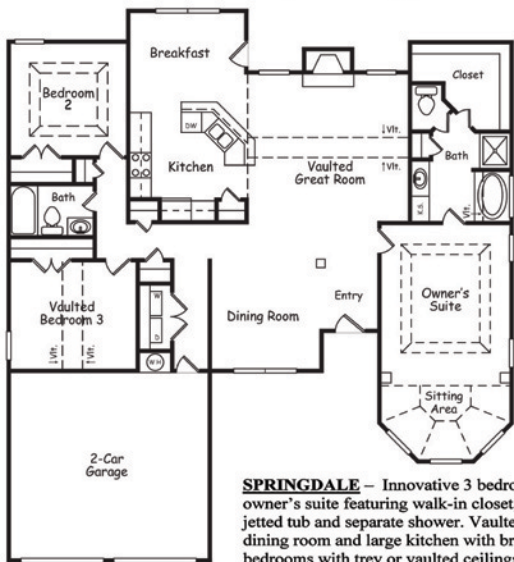 Breakfast
Closet
Bedroom
2
DW
Vlt.
Vlt.
Kitchen
Vaulted
Great Room
Bath
Bath
K.S.
Vlt.
Vaulted
Bedroom 3
Vlt.
Vlt.
W
D
WH
Dining Room
Entry
Owner's
Suite
Sitting
Area
2-Car
Garage
SPRINGDALE – Innovative 3 bedro
owner's suite featuring walk-in closet
jetted tub and separate shower. Vaulte
dining room and large kitchen with br
bedrooms with trey or vaulted ceilings